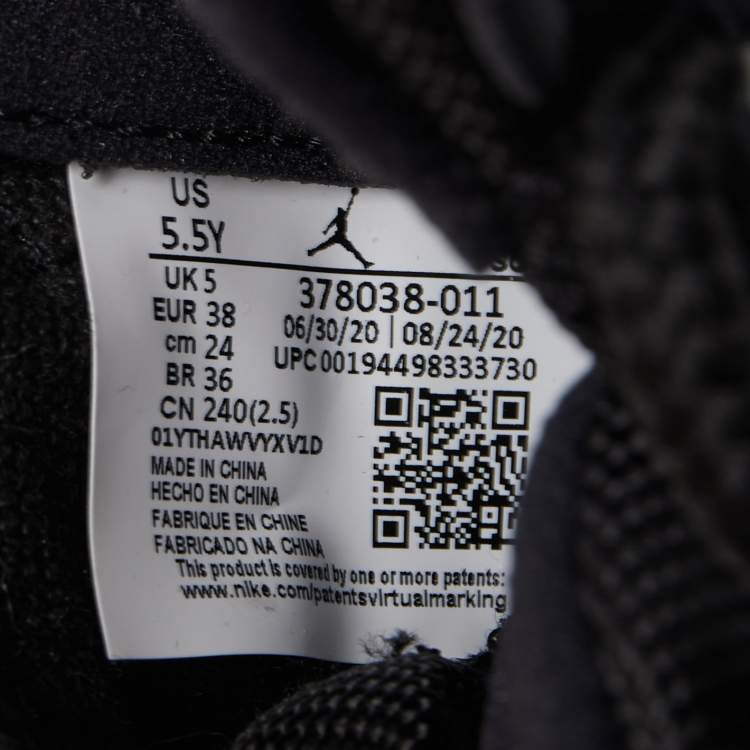 US
5.5Y
UK 5
EUR 38
cm 24
BR 36
CN 240(2.5)
01YTHAWVYXV1D
MADE IN CHINA
HECHO EN CHINA
FABRIQUE EN CHINE
FABRICADO NA CHINA
378038-011
06/30/20 | 08/24/20
UPC00194498333730
This product is covered by one or more patents:
www.nike.com/patentsvirtualmarking